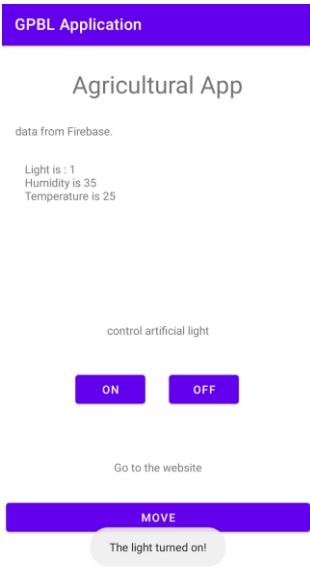 GPBL Application
Agricultural App
data from Firebase.
Light is : 1
Humidity is 35
Temperature is 25
control artificial light
ON OFF
Go to the website
MOVE
The light turned on!